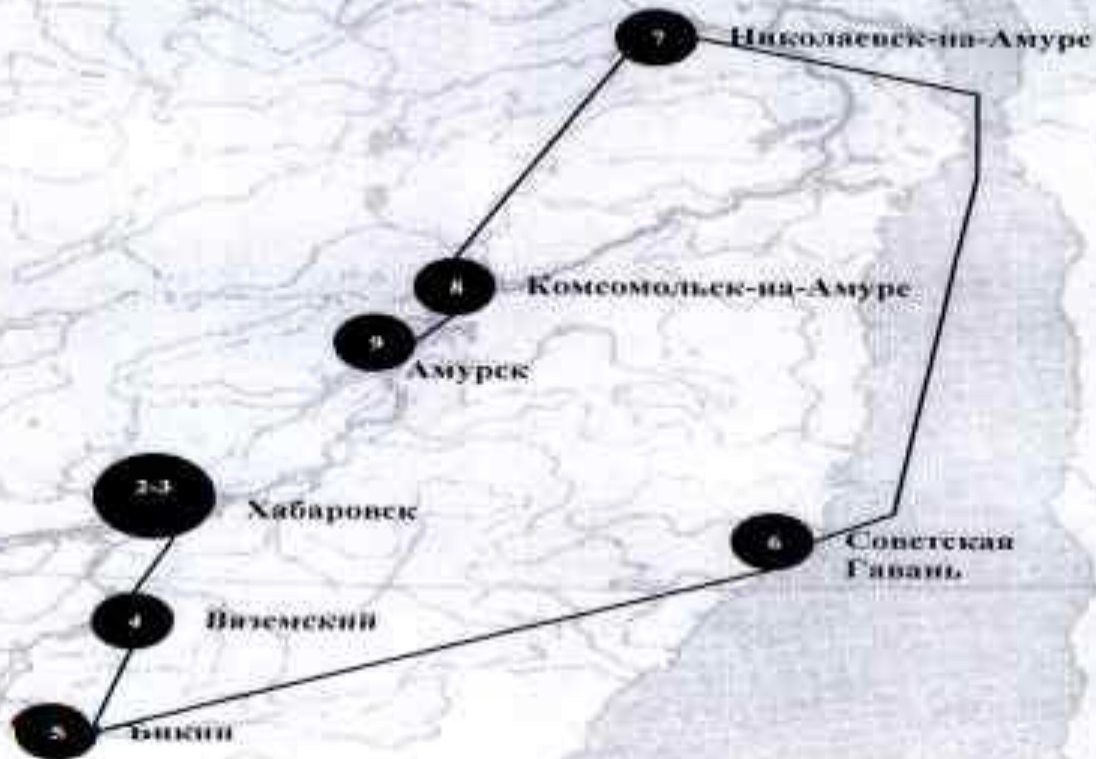 7 Николаевск-на-Амуре
8 Комсомольск-на-Амуре
9
Амурск
2-3
Хабаровск
6 Советская
Гавань
4 Вяземский
5 Бикин